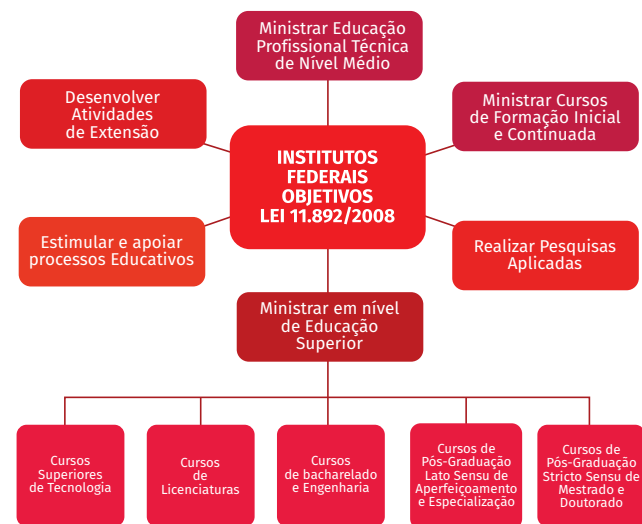 Ministrar Educação
Profissional Técnica
de Nível Médio
Desenvolver
Atividades
de Extensão
Ministrar Cursos
de Formação Inicial
e Continuada
INSTITUTOS
FEDERAIS
OBJETIVOS
LEI 11.892/2008
Estimular e apoiar
processos Educativos
Realizar Pesquisas
Aplicadas
Ministrar em nível
de Educação
Superior
Cursos
Superiores
de Tecnologia
Cursos
de
Licenciaturas
Cursos
de bacharelado
e Engenharia
Cursos de
Pós-Graduação
Lato Sensu de
Aperfeiçoamento
e Especialização
Cursos de
Pós-Graduação
Stricto Sensu de
Mestrado e
Doutorado